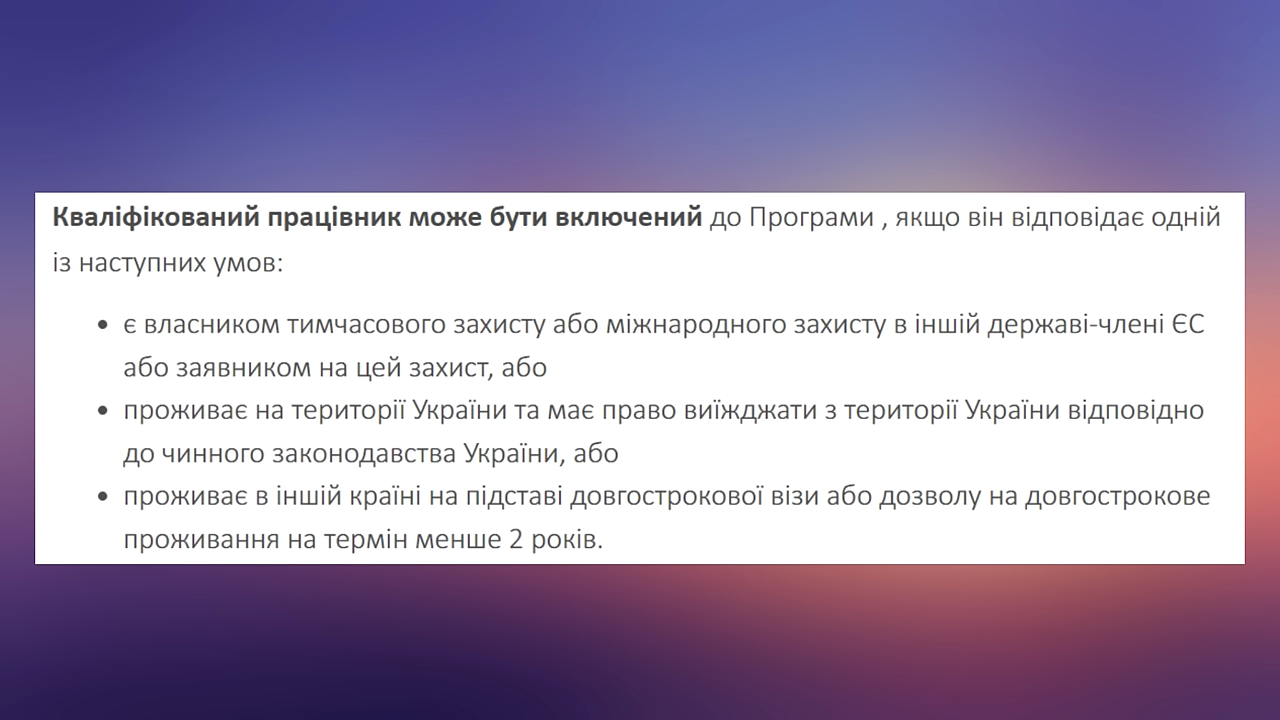 Кваліфікований працівник може бути включений до Програми , якщо він відповідає одній
із наступних умов:
• є власником тимчасового захисту або міжнародного захисту в іншій державі-члені ЄС
або заявником на цей захист, або
• проживає на території України та має право виїжджати з території України відповідно
до чинного законодавства України, або
• проживає в іншій країні на підставі довгострокової візи або дозволу на довгострокове
проживання на термін менше 2 років.